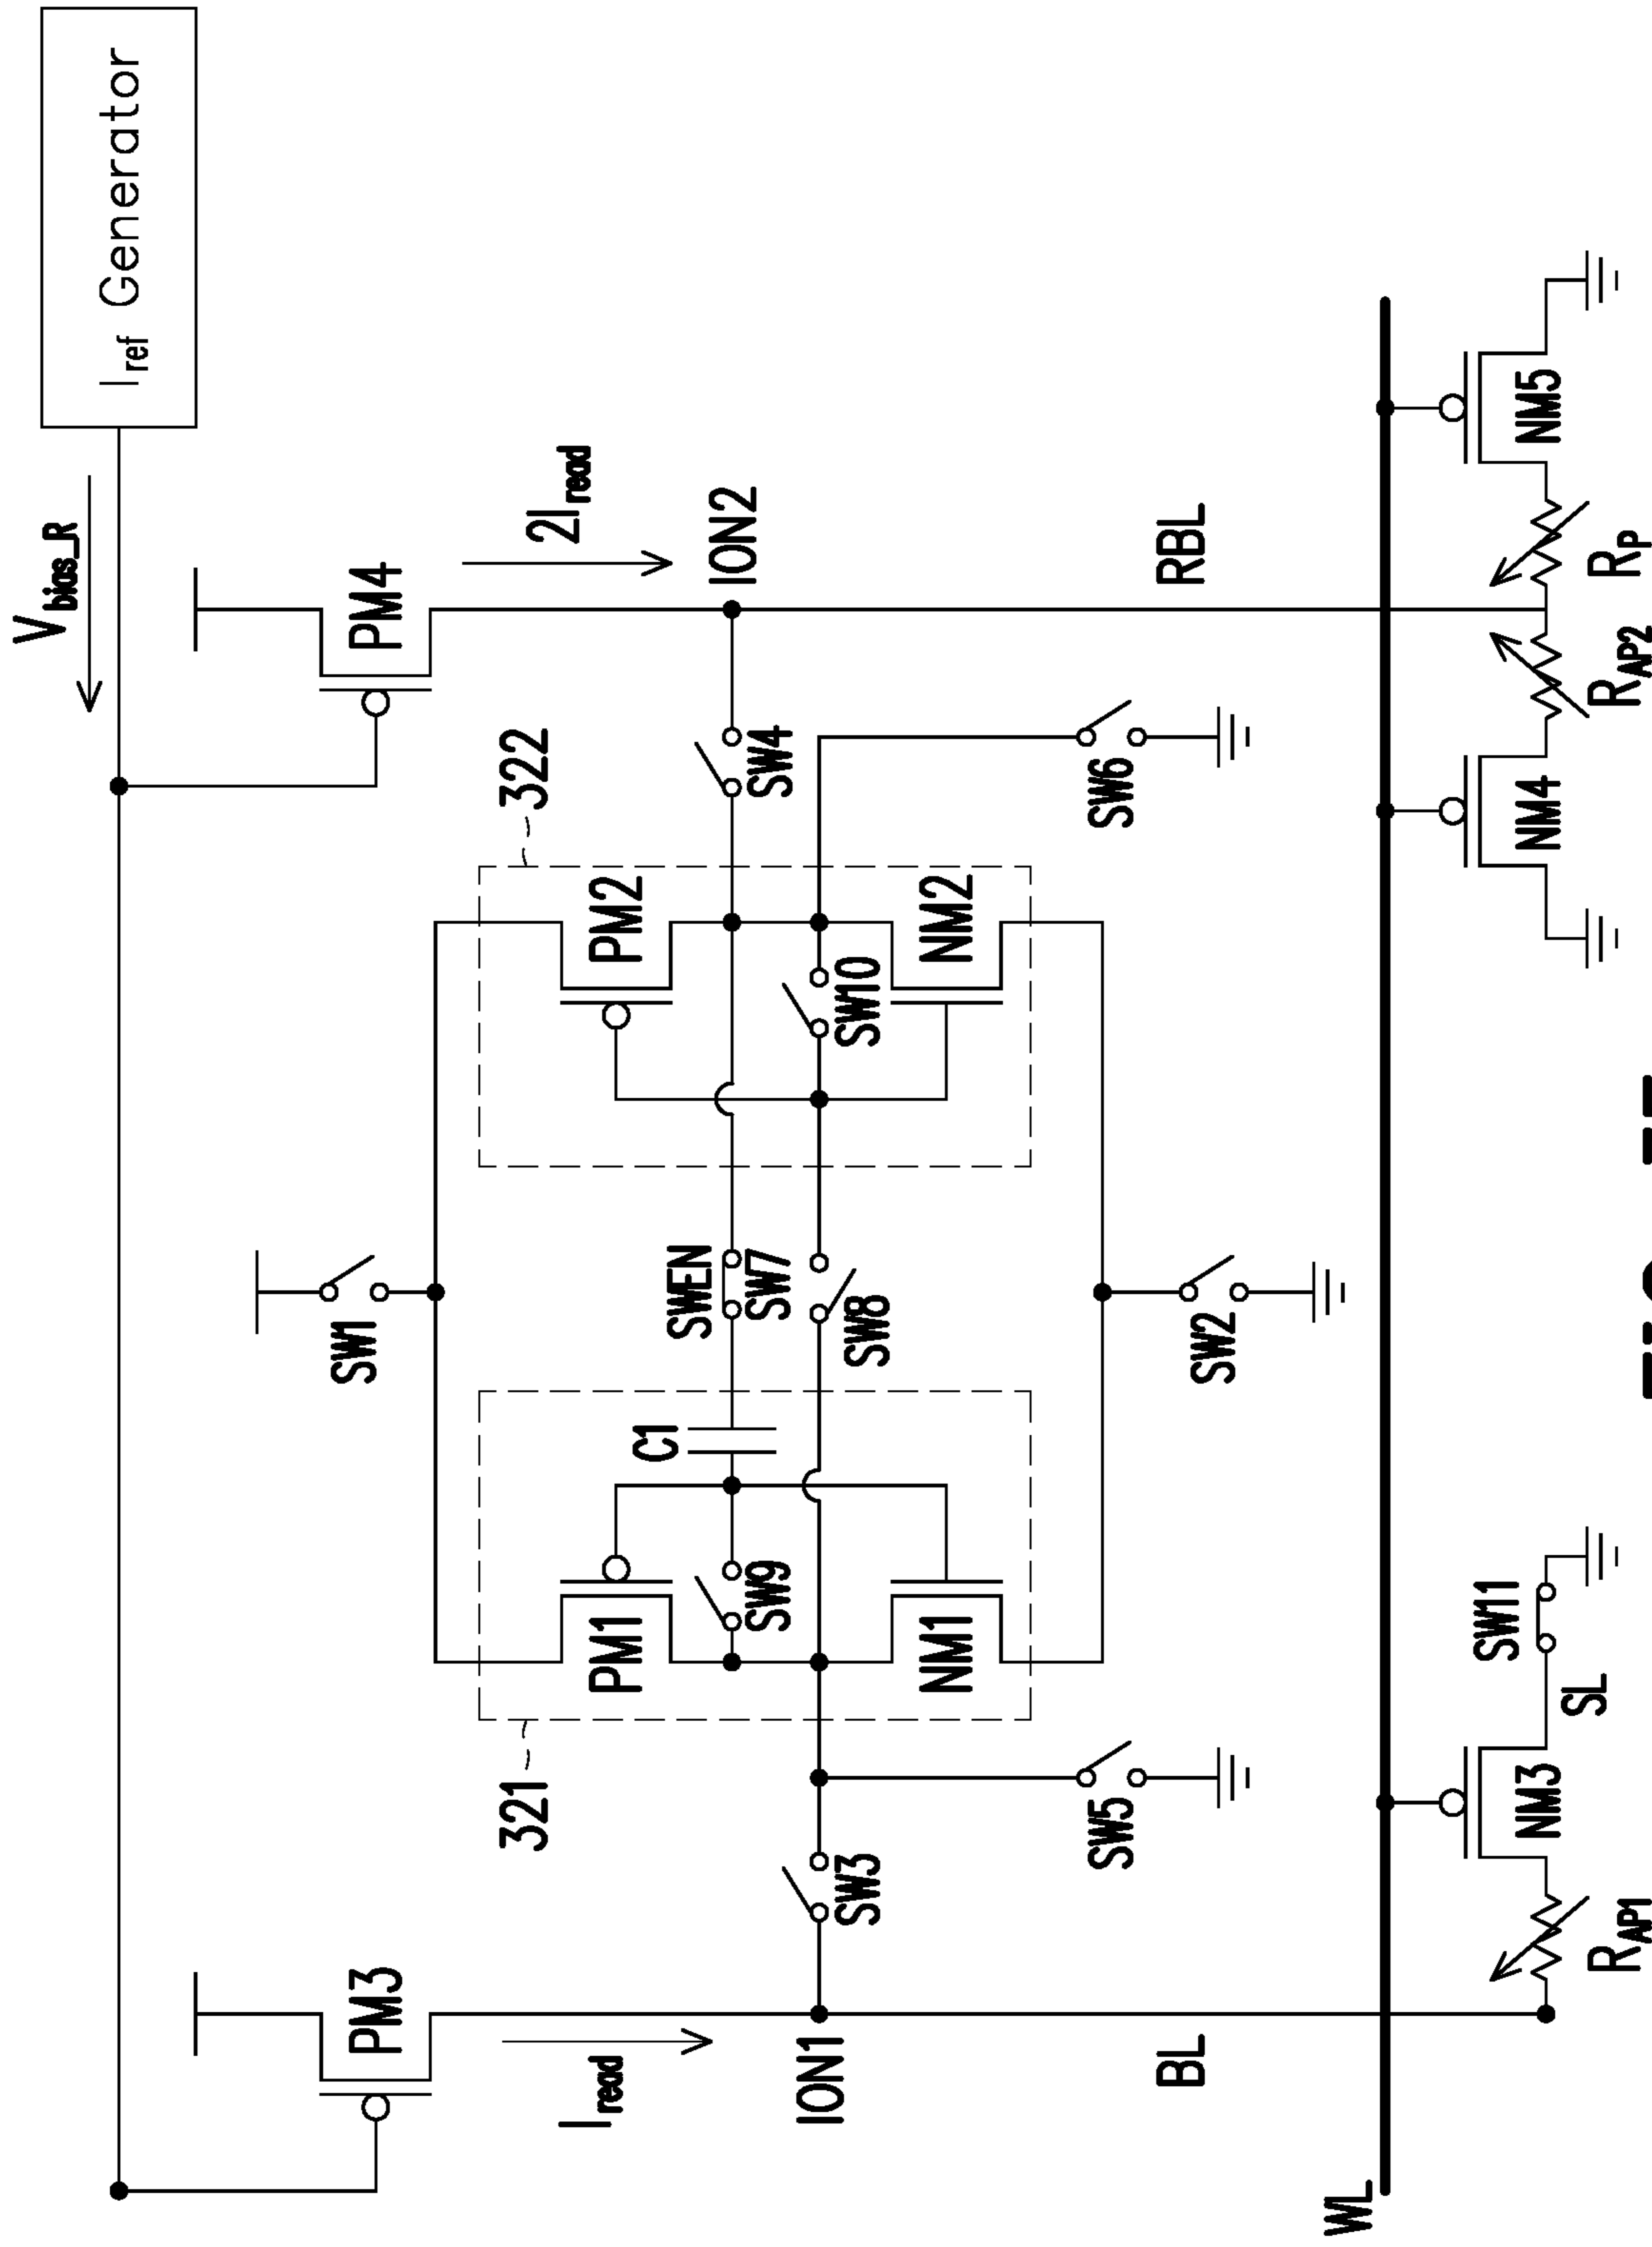 I_ref Generator
V_bias_R
PM3
PM4
I_read
2I_read
ION1
ION2
SW1
321
322
PM1
PM2
C1
SWEN
SW9
SW7
SW4
SW3
SW8
SW10
NM1
NM2
SW5
SW2
SW6
BL
RBL
WL
SW11
NM3
SL
NM4
NM5
R_AP1
R_AP2
R_P